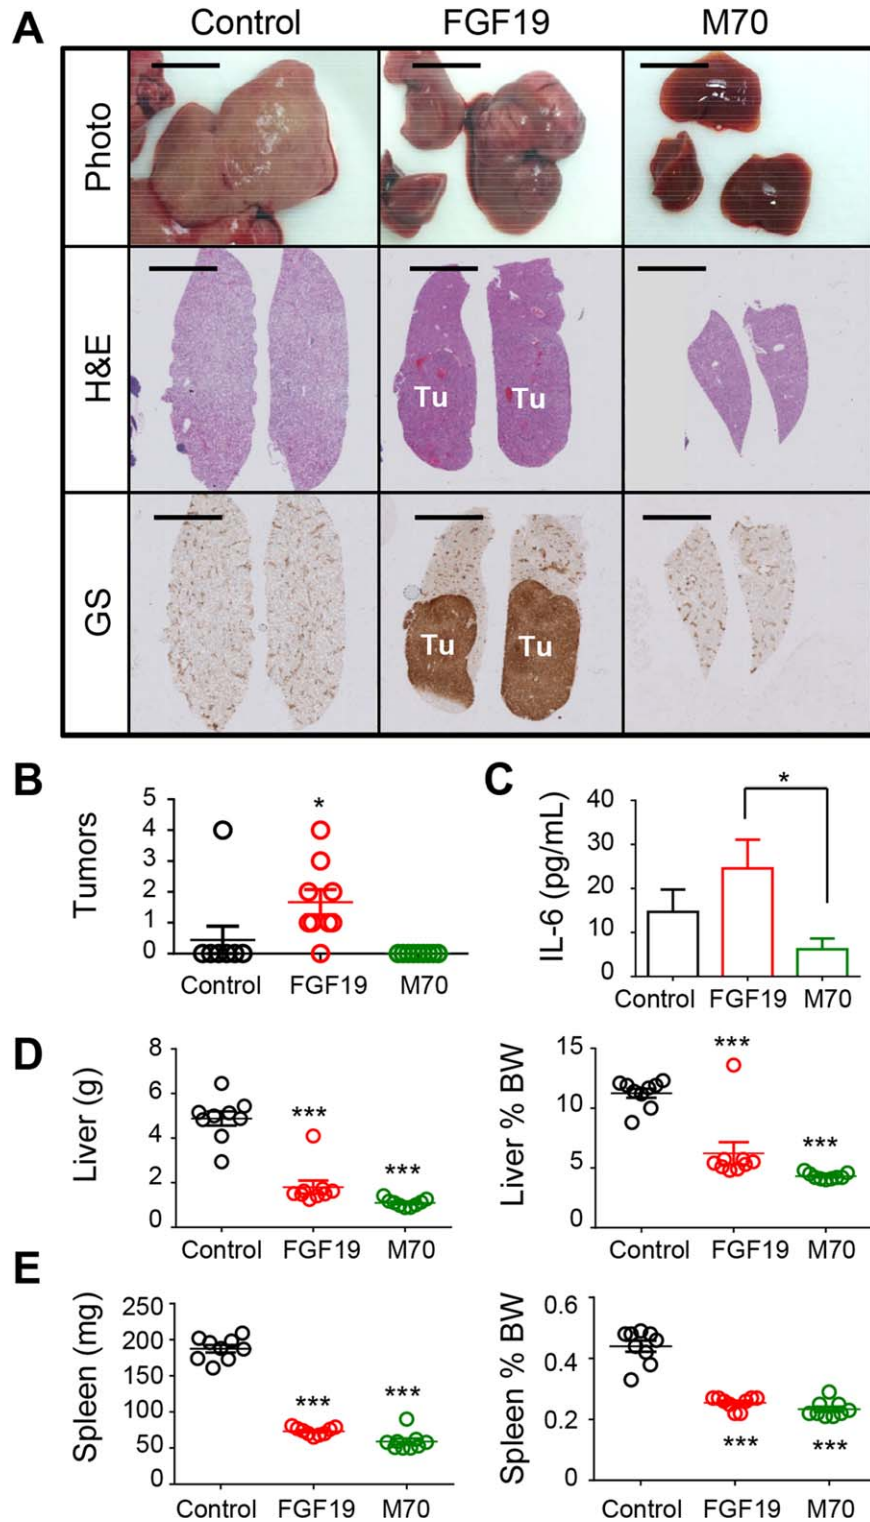 A
Control FGF19 M70
Photo
H&E
Tu Tu
GS
Tu Tu
B
Tumors
5
4
3
2
1
0
*
Control FGF19 M70
C
IL-6 (pg/mL)
40
30
20
10
0
*
Control FGF19 M70
D
Liver (g)
8
6
4
2
0
***
***
Control FGF19 M70
Liver % BW
15
10
5
0
***
***
Control FGF19 M70
E
Spleen (mg)
250
200
150
100
50
0
***
***
Control FGF19 M70
Spleen % BW
0.6
0.4
0.2
0
***
***
Control FGF19 M70